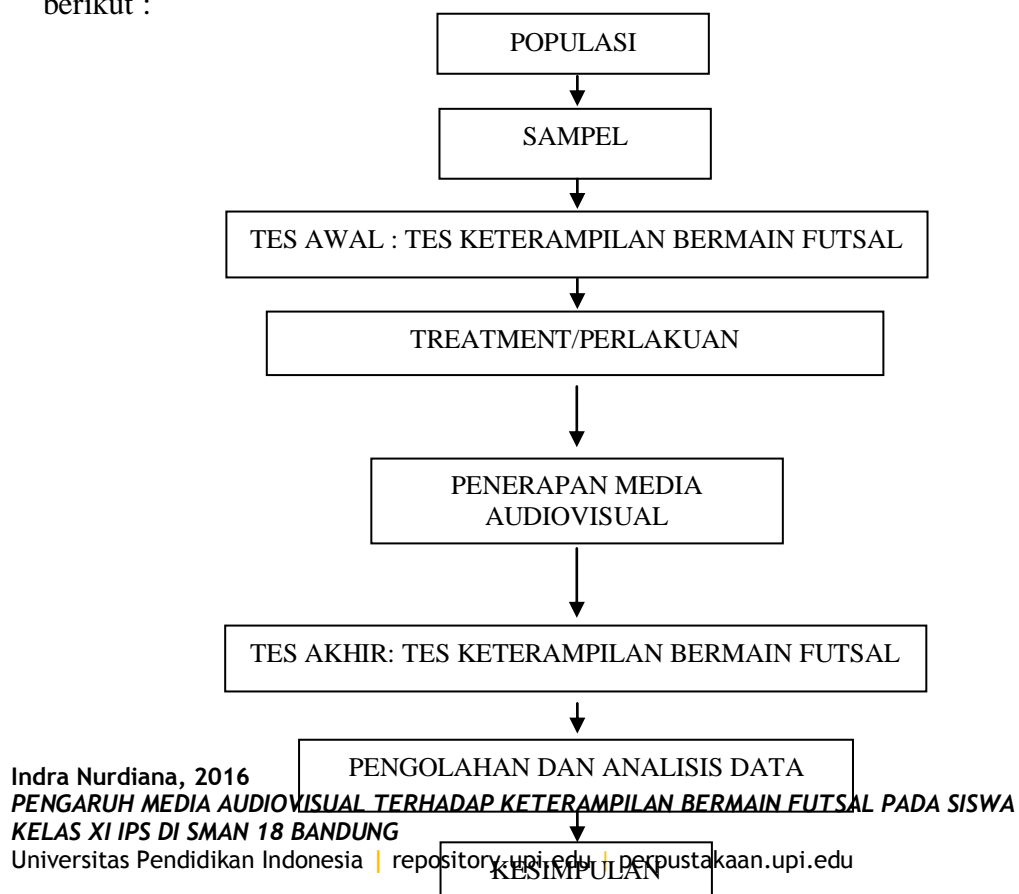 berikut :
POPULASI
SAMPEL
TES AWAL : TES KETERAMPILAN BERMAIN FUTSAL
TREATMENT/PERLAKUAN
PENERAPAN MEDIA
AUDIOVISUAL
TES AKHIR: TES KETERAMPILAN BERMAIN FUTSAL
PENGOLAHAN DAN ANALISIS DATA
Indra Nurdiana, 2016
PENGARUH MEDIA AUDIOVISUAL TERHADAP KETERAMPILAN BERMAIN FUTSAL PADA SISWA
KELAS XI IPS DI SMAN 18 BANDUNG
Universitas Pendidikan Indonesia | repository.upi.edu | perpustakaan.upi.edu
KESIMPULAN